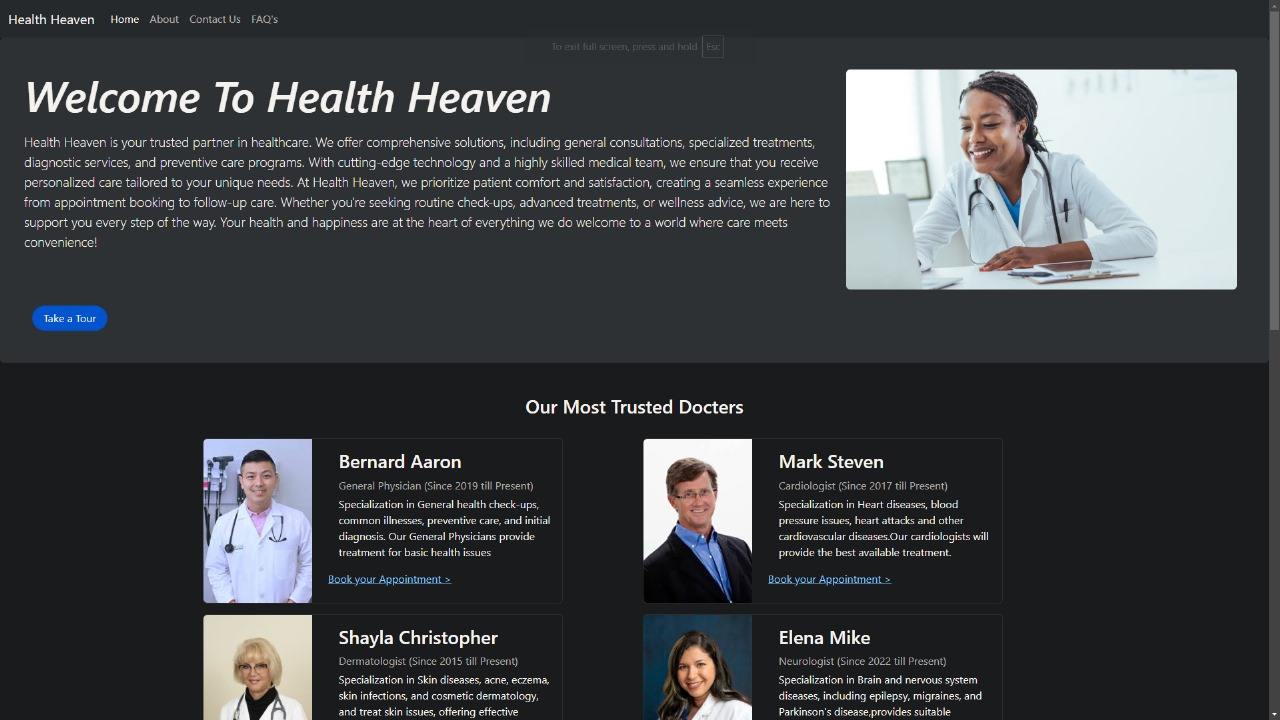 Health Heaven Home About Contact Us FAQ's
To exit full screen, press and hold Esc
Welcome To Health Heaven
Health Heaven is your trusted partner in healthcare. We offer comprehensive solutions, including general consultations, specialized treatments,
diagnostic services, and preventive care programs. With cutting-edge technology and a highly skilled medical team, we ensure that you receive
personalized care tailored to your unique needs. At Health Heaven, we prioritize patient comfort and satisfaction, creating a seamless experience
from appointment booking to follow-up care. Whether you're seeking routine check-ups, advanced treatments, or wellness advice, we are here to
support you every step of the way. Your health and happiness are at the heart of everything we do welcome to a world where care meets
convenience!
Take a Tour
Our Most Trusted Docters
Bernard Aaron
General Physician (Since 2019 till Present)
Specialization in General health check-ups,
common illnesses, preventive care, and initial
diagnosis. Our General Physicians provide
treatment for basic health issues
Book your Appointment >
Mark Steven
Cardiologist (Since 2017 till Present)
Specialization in Heart diseases, blood
pressure issues, heart attacks and other
cardiovascular diseases.Our cardiologists will
provide the best available treatment.
Book your Appointment >
Shayla Christopher
Dermatologist (Since 2015 till Present)
Specialization in Skin diseases, acne, eczema,
skin infections, and cosmetic dermatology,
and treat skin issues, offering effective
Elena Mike
Neurologist (Since 2022 till Present)
Specialization in Brain and nervous system
diseases, including epilepsy, migraines, and
Parkinson's disease,provides suitable